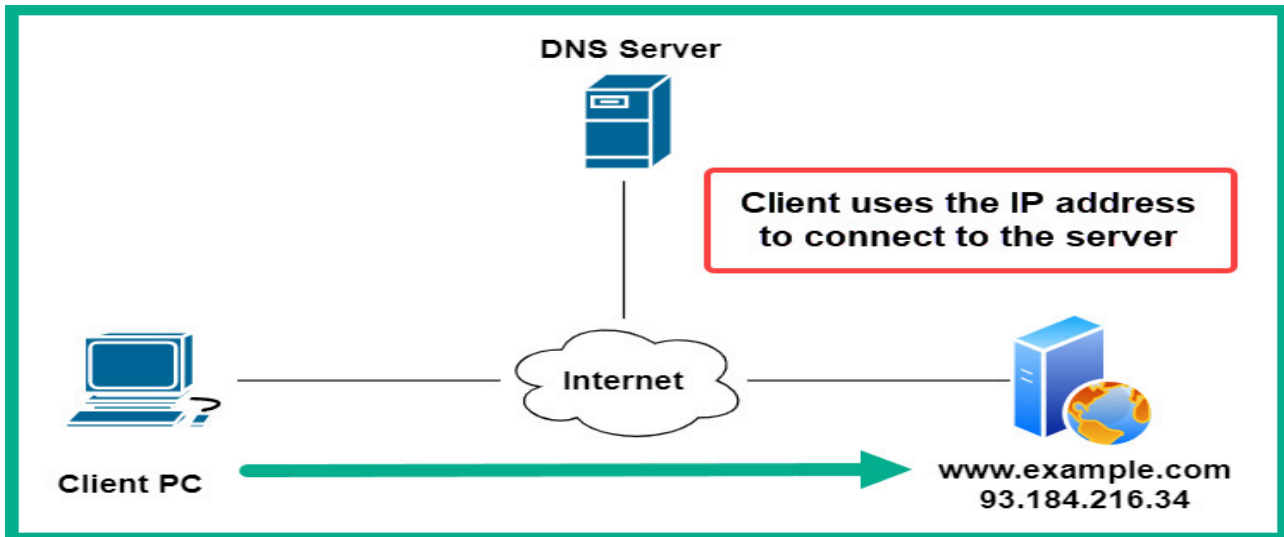 DNS Server
Client uses the IP address
to connect to the server
Internet
Client PC
www.example.com
93.184.216.34